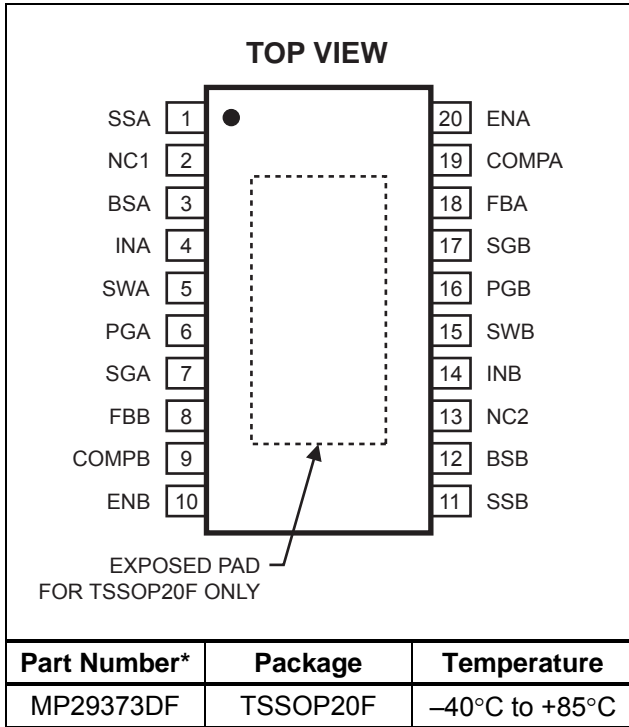 TOP VIEW
SSA 1 20 ENA
NC1 2 19 COMPA
BSA 3 18 FBA
INA 4 17 SGB
SWA 5 16 PGB
PGA 6 15 SWB
SGA 7 14 INB
FBB 8 13 NC2
COMPB 9 12 BSB
ENB 10 11 SSB
EXPOSED PAD
FOR TSSOP20F ONLY
Part Number* Package Temperature
MP29373DF TSSOP20F –40°C to +85°C